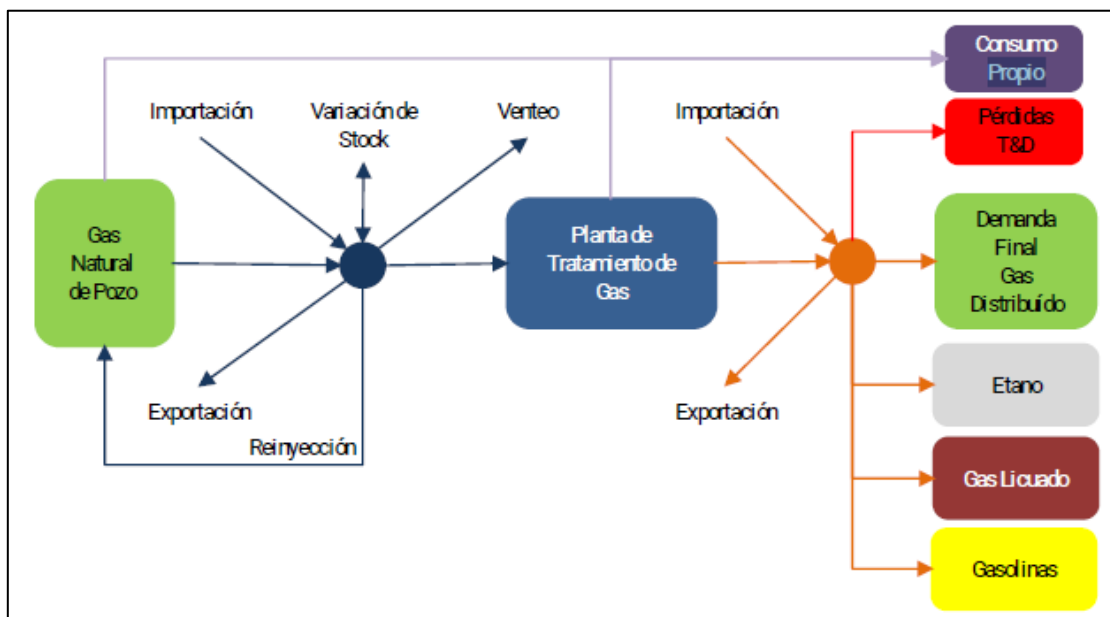 Consumo
Propio
Importación
Variación de
Stock
Venteo
Importación
Pérdidas
T&D
Gas
Natural
de Pozo
Planta de
Tratamiento de
Gas
Demanda
Final
Gas
Distribuído
Exportación
Exportación
Etano
Reinyección
Gas Licuado
Gasolinas